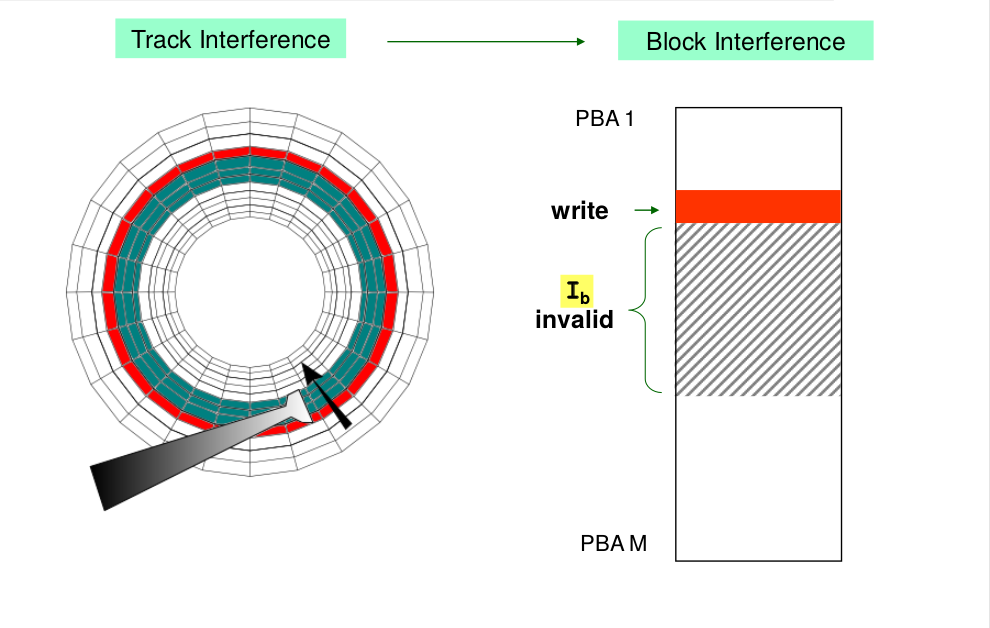 Track Interference
Block Interference
PBA 1
write
Ib
invalid
PBA M